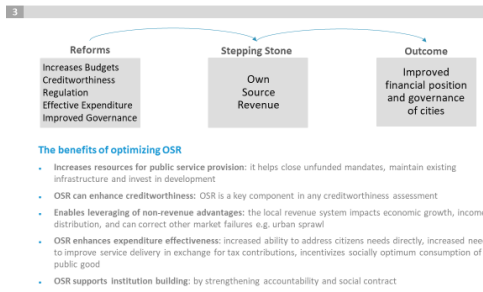 3
Reforms
Stepping Stone
Outcome
Increases Budgets
Creditworthiness
Regulation
Effective Expenditure
Improved Governance
Own
Source
Revenue
Improved
financial position
and governance
of cities
The benefits of optimizing OSR
• Increases resources for public service provision: it helps close unfunded mandates, maintain existing
infrastructure and invest in development
• OSR can enhance creditworthiness: OSR is a key component in any creditworthiness assessment
• Enables leveraging of non-revenue advantages: the local revenue system impacts economic growth, incom
distribution, and can correct other market failures e.g. urban sprawl
• OSR enhances expenditure effectiveness: increased ability to address citizens needs directly, increased nee
to improve service delivery in exchange for tax contributions, incentivizes socially optimum consumption of
public good
• OSR supports institution building: by strengthening accountability and social contract